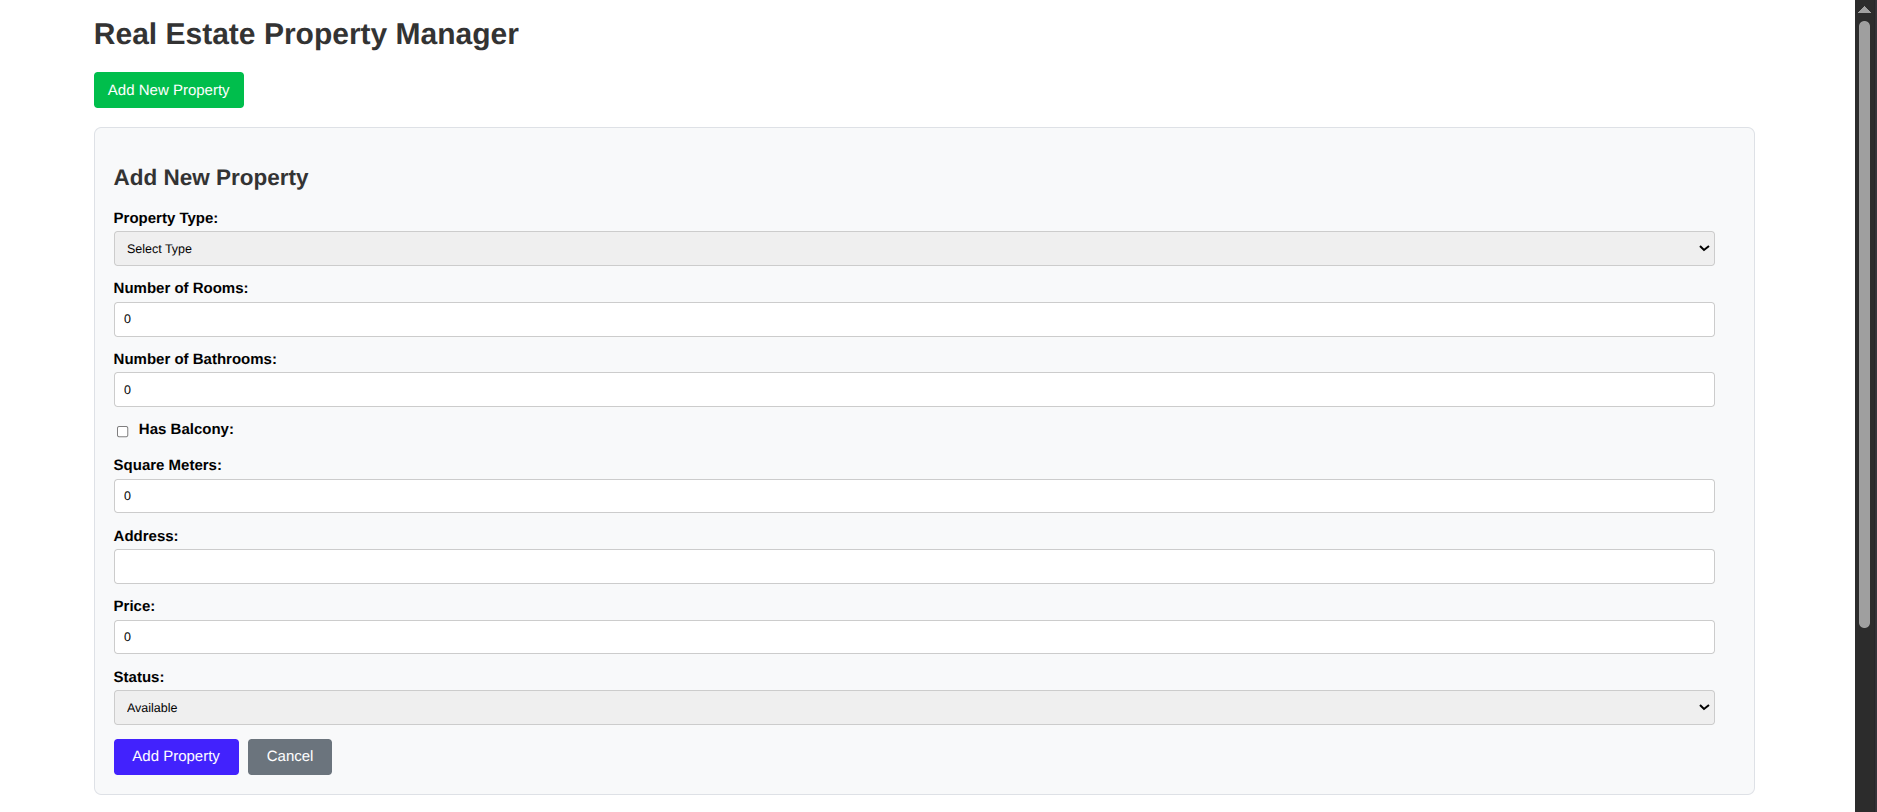 Real Estate Property Manager
Add New Property
Add New Property
Property Type:
Select Type
Number of Rooms:
0
Number of Bathrooms:
0
Has Balcony:
Square Meters:
0
Address:
Price:
0
Status:
Available
Add Property Cancel